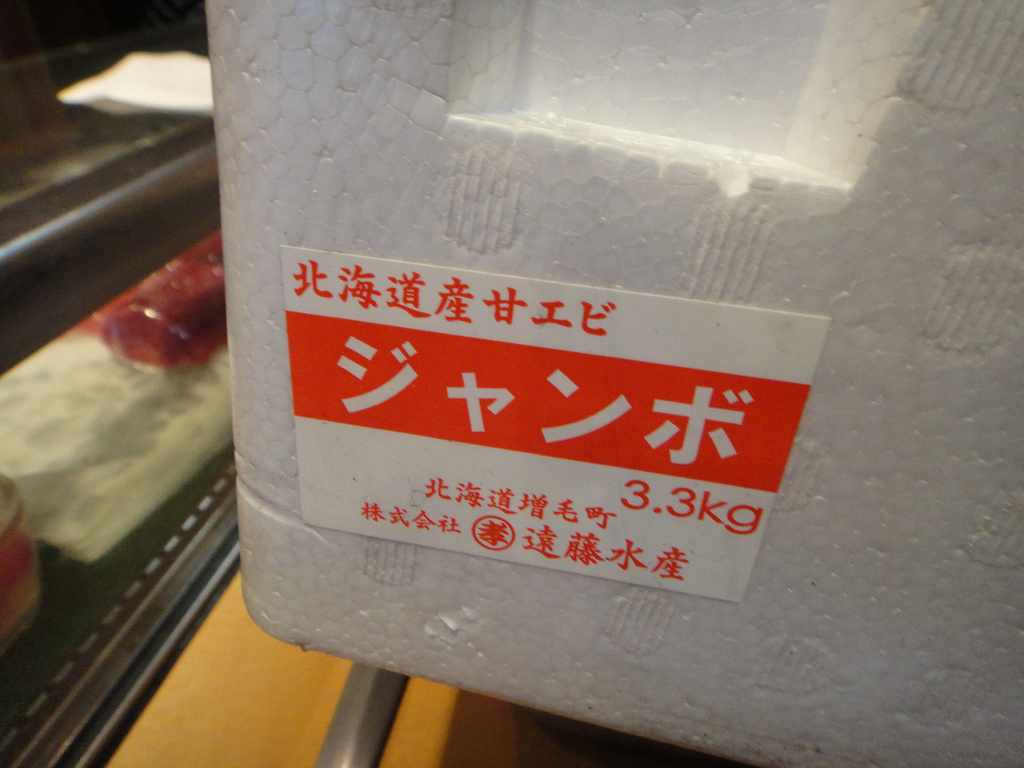 北海道産甘エビ
ジャンボ
3.3kg
北海道増毛町
株式会社 孝 遠藤水産